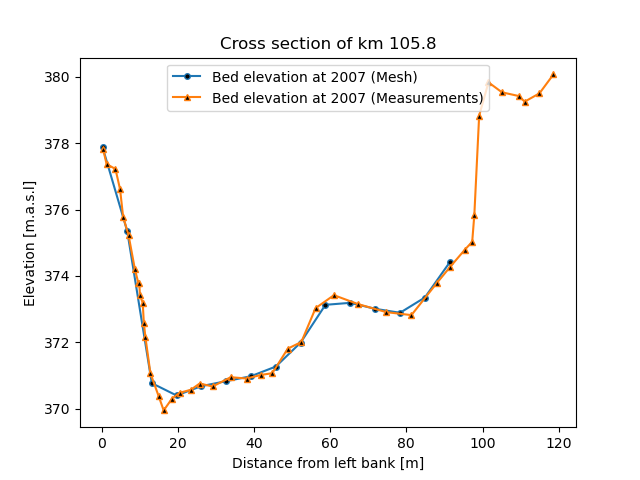 Cross section of km 105.8
Bed elevation at 2007 (Mesh)
Bed elevation at 2007 (Measurements)
Elevation [m.a.s.l]
380
378
376
374
372
370
0 20 40 60 80 100 120
Distance from left bank [m]